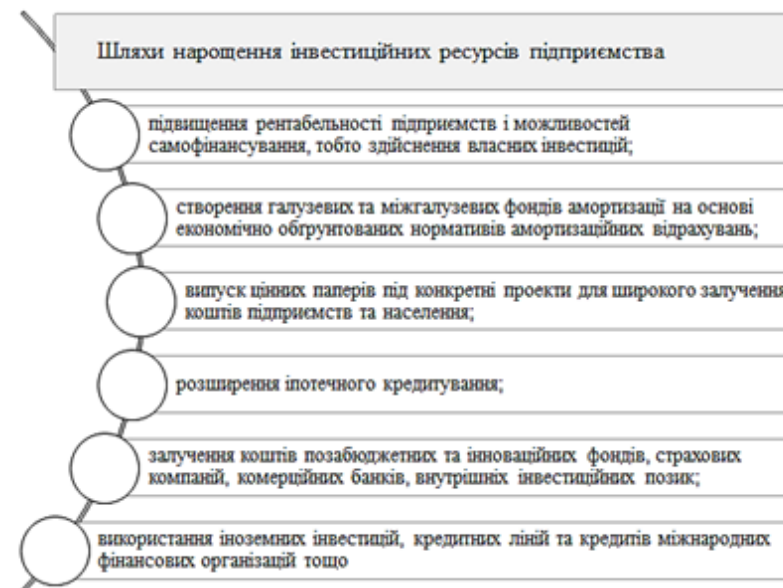 Шляхи нарощення інвестиційних ресурсів підприємства
підвищення рентабельності підприємств і можливостей
самофінансування, тобто здійснення власних інвестицій;
створення галузевих та міжгалузевих фондів амортизації на основі
економічно обґрунтованих нормативів амортизаційних відрахувань;
випуск цінних паперів під конкретні проекти для широкого залучення
коштів підприємств та населення;
розширення іпотечного кредитування;
залучення коштів позабюджетних та інноваційних фондів, страхових
компаній, комерційних банків, внутрішніх інвестиційних позик;
використання іноземних інвестицій, кредитних ліній та кредитів міжнародних
фінансових організацій тощо